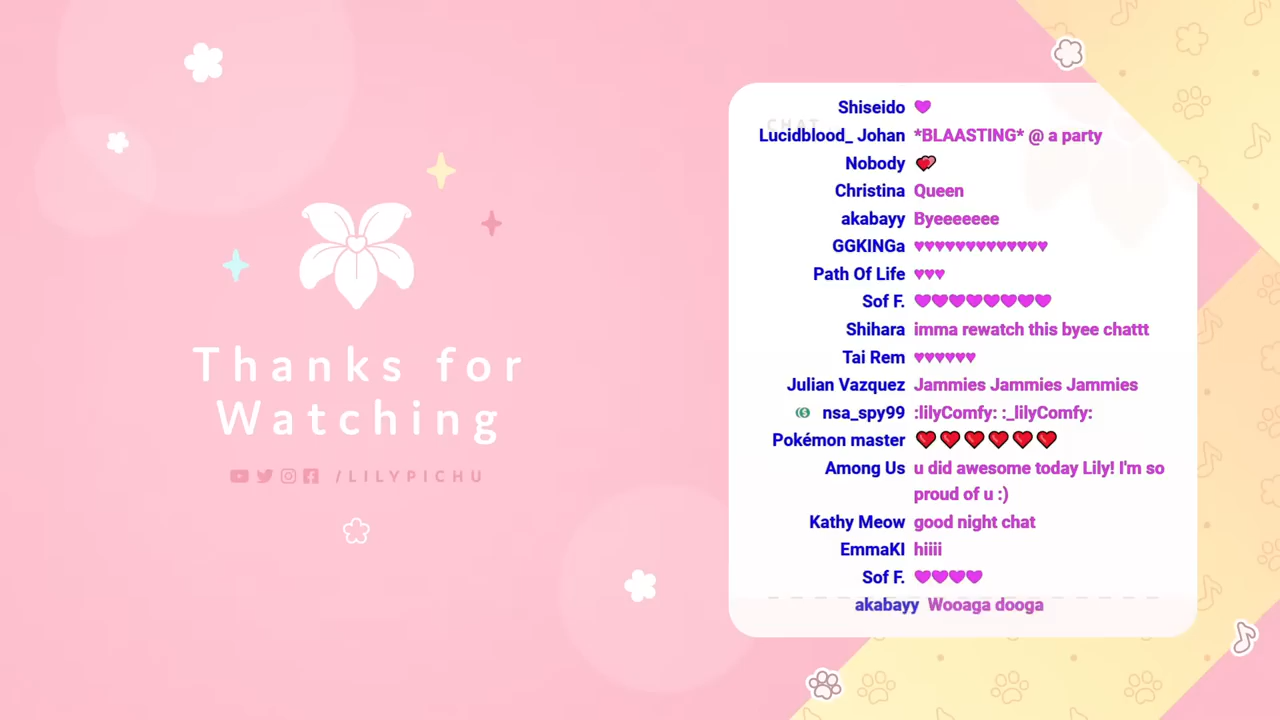 Thanks for
Watching
/LILYPICHU
CHAT
Shiseido 💜
Lucidblood_ Johan *BLAASTING* @ a party
Nobody 💕
Christina Queen
akabayy Byeeeeeee
GGKINGa ♥♥♥♥♥♥♥♥♥♥♥♥♥
Path Of Life ♥♥♥
Sof F. 💜💜💜💜💜💜💜💜
Shihara imma rewatch this byee chattt
Tai Rem ♥♥♥♥♥♥
Julian Vazquez Jammies Jammies Jammies
nsa_spy99 :lilyComfy: :_lilyComfy:
Pokémon master ❤️❤️❤️❤️❤️❤️
Among Us u did awesome today Lily! I'm so
proud of u :)
Kathy Meow good night chat
EmmaKI hiiii
Sof F. 💜💜💜💜
akabayy Wooaga dooga